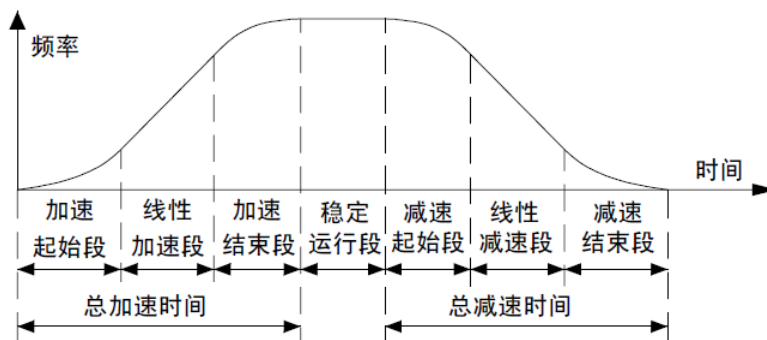 频率
时间
加速 线性 加速 稳定 减速 线性 减速
起始段 加速段 结束段 运行段 起始段 减速段 结束段
总加速时间 总减速时间